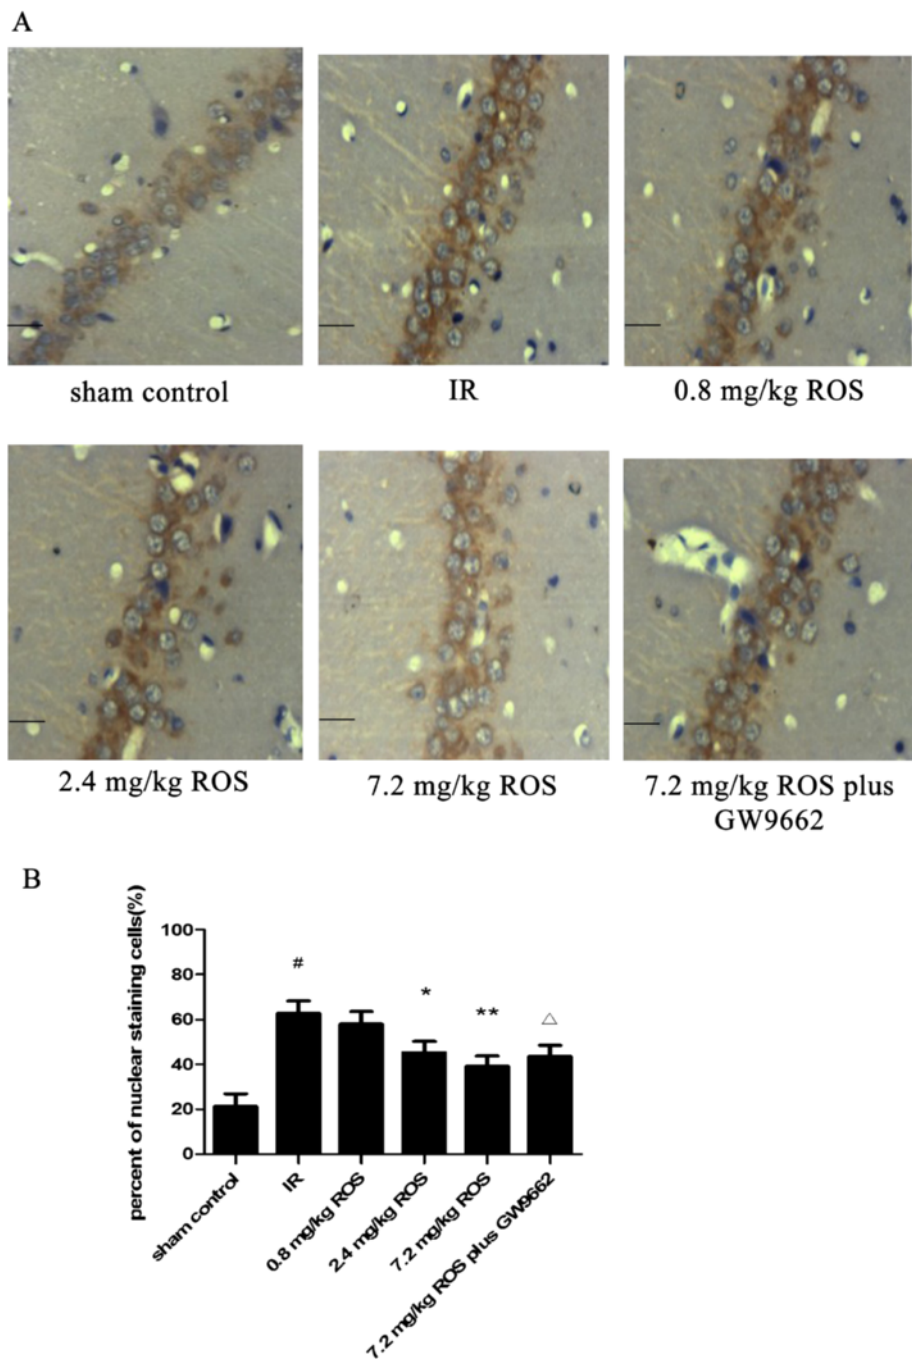 A
sham control
IR
0.8 mg/kg ROS
2.4 mg/kg ROS
7.2 mg/kg ROS
7.2 mg/kg ROS plus
GW9662
B
percent of nuclear staining cells(%)
100
80
60
40
20
0
#
*
**
△
sham control
IR
0.8 mg/kg ROS
2.4 mg/kg ROS
7.2 mg/kg ROS
7.2 mg/kg ROS plus GW9662